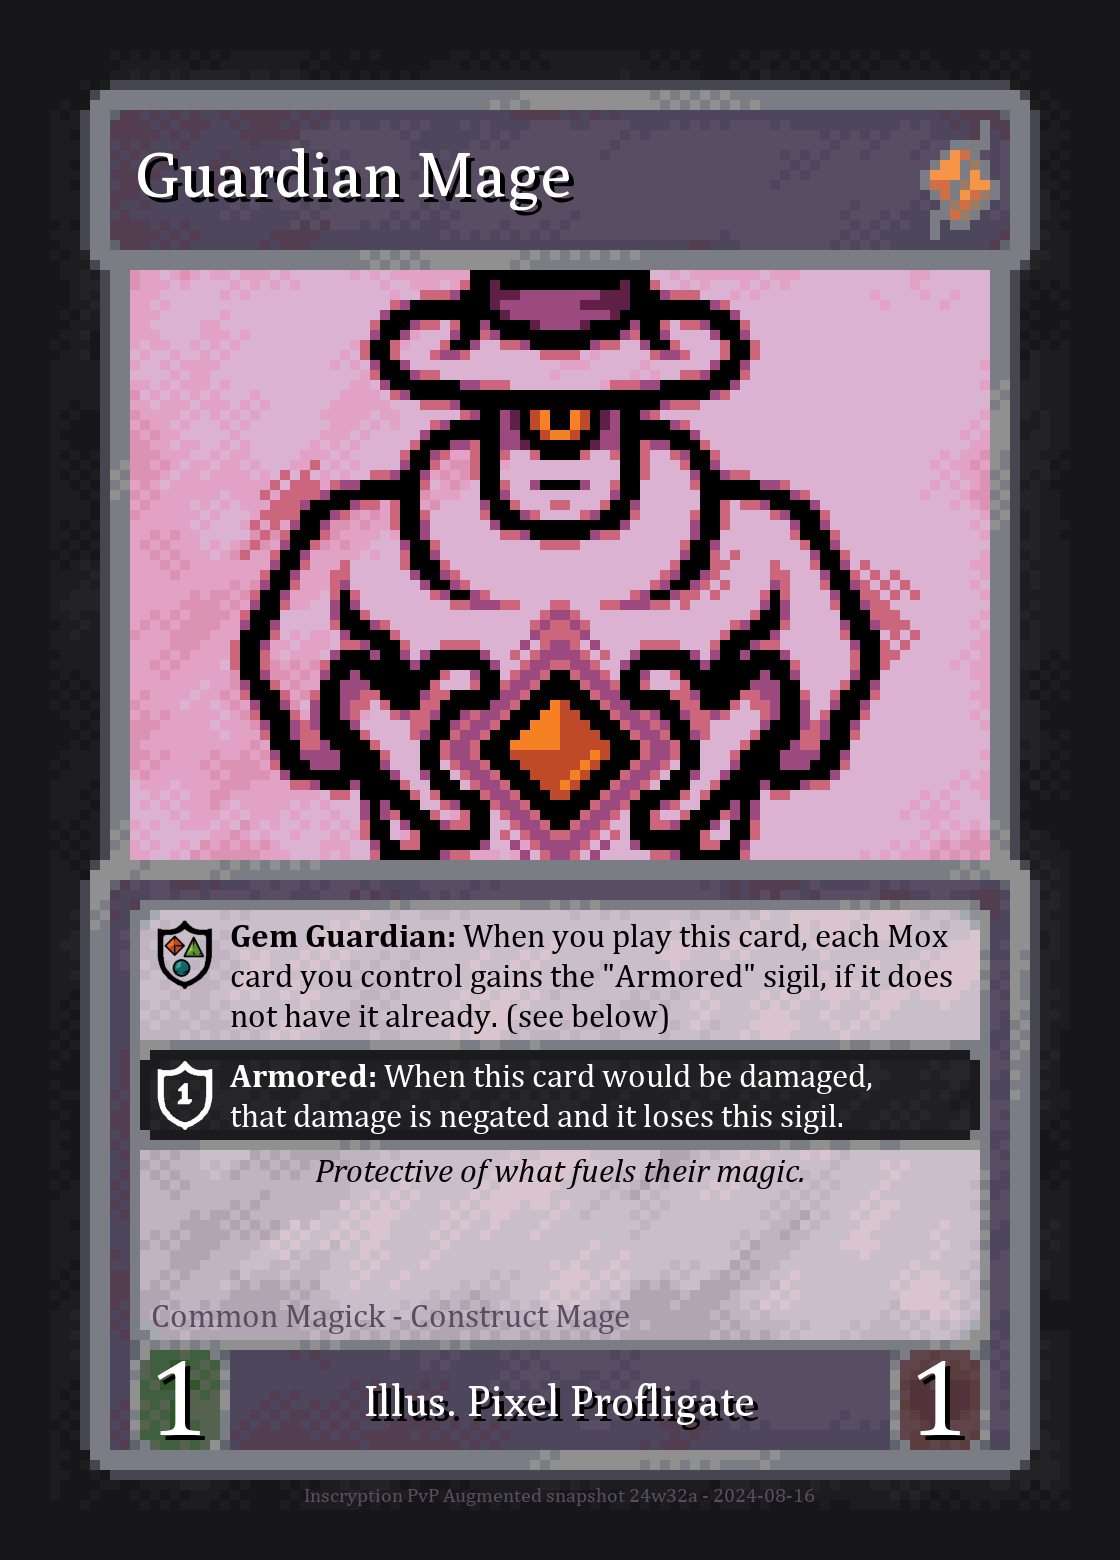 Guardian Mage
Gem Guardian: When you play this card, each Mox
card you control gains the "Armored" sigil, if it does
not have it already. (see below)
1
Armored: When this card would be damaged,
that damage is negated and it loses this sigil.
Protective of what fuels their magic.
Common Magick - Construct Mage
1
Illus. Pixel Profligate
1
Inscryption PvP Augmented snapshot 24w32a - 2024-08-16